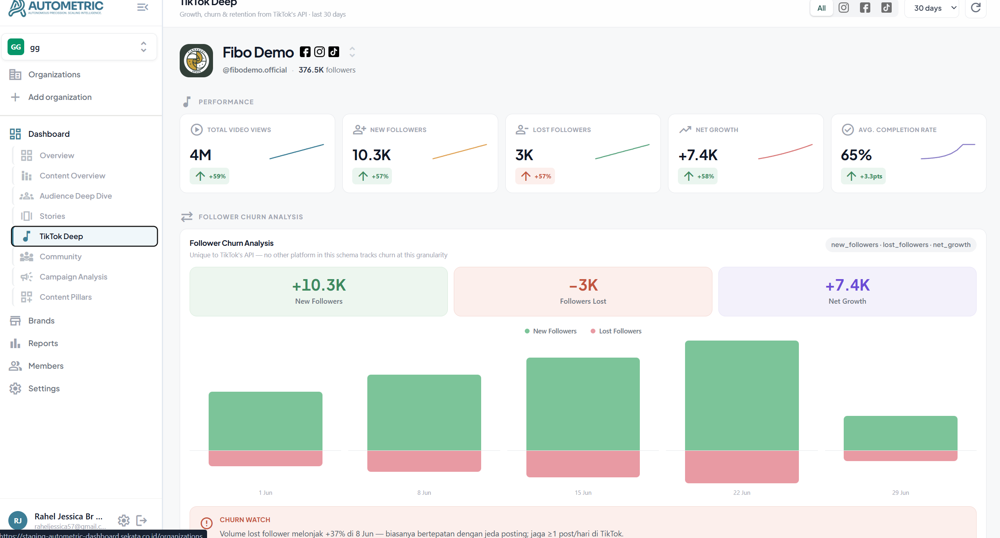 AUTOMETRIC
AUTONOMOUS PRECISSION. SCALING INTELLIGENCE.
GG gg
Organizations
Add organization
Dashboard
Overview
Content Overview
Audience Deep Dive
Stories
TikTok Deep
Community
Campaign Analysis
Content Pillars
Brands
Reports
Members
Settings
RJ
Rahel Jessica Br ...
raheljessica57@gmail.c...
https://staging-autometric-dashboard.sekata.co.id/organizations
TikTok Deep
Growth, churn & retention from TikTok's API · last 30 days
All
30 days
FIBONACCI
SPACE
Fibo Demo
@fibodemo.official · 376.5K followers
PERFORMANCE
TOTAL VIDEO VIEWS
4M
+59%
NEW FOLLOWERS
10.3K
+57%
LOST FOLLOWERS
3K
+57%
NET GROWTH
+7.4K
+58%
AVG. COMPLETION RATE
65%
+3.3pts
FOLLOWER CHURN ANALYSIS
Follower Churn Analysis
new_followers · lost_followers · net_growth
Unique to TikTok's API — no other platform in this schema tracks churn at this granularity
+10.3K
New Followers
−3K
Followers Lost
+7.4K
Net Growth
New Followers
Lost Followers
1 Jun
8 Jun
15 Jun
22 Jun
29 Jun
CHURN WATCH
Volume lost follower melonjak +37% di 8 Jun — biasanya bertepatan dengan jeda posting; jaga ≥1 post/hari di TikTok.